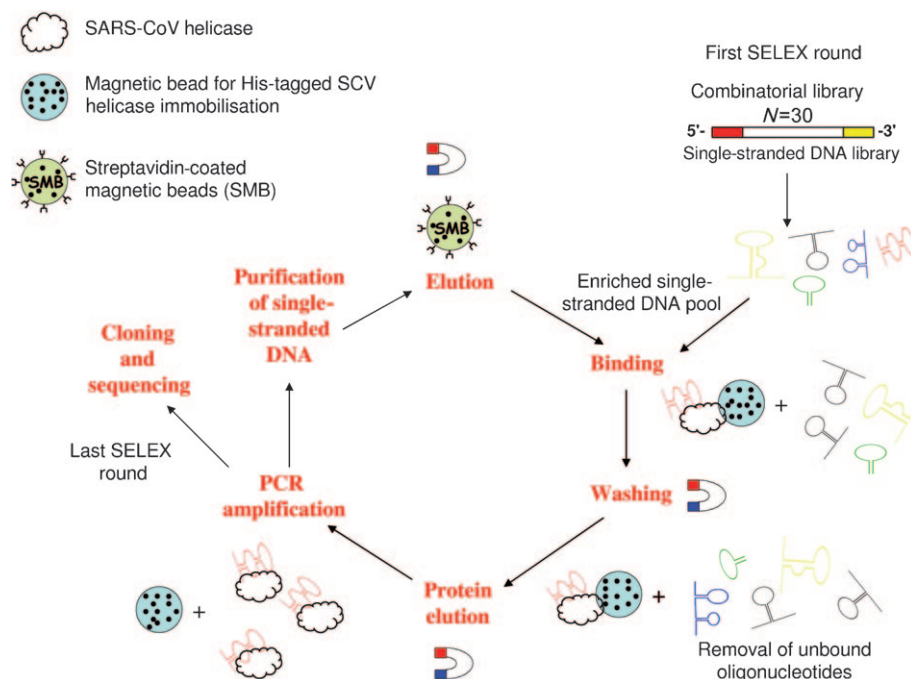 SARS-CoV helicase
Magnetic bead for His-tagged SCV
helicase immobilisation
SMB
Streptavidin-coated
magnetic beads (SMB)
First SELEX round
Combinatorial library
N=30
5'-
-3'
Single-stranded DNA library
SMB
Elution
Enriched single-
stranded DNA pool
Purification
of single-
stranded
DNA
Cloning
and
sequencing
Binding
+
Last SELEX
round
PCR
amplification
Washing
+
Protein
elution
+
Removal of unbound
oligonucleotides